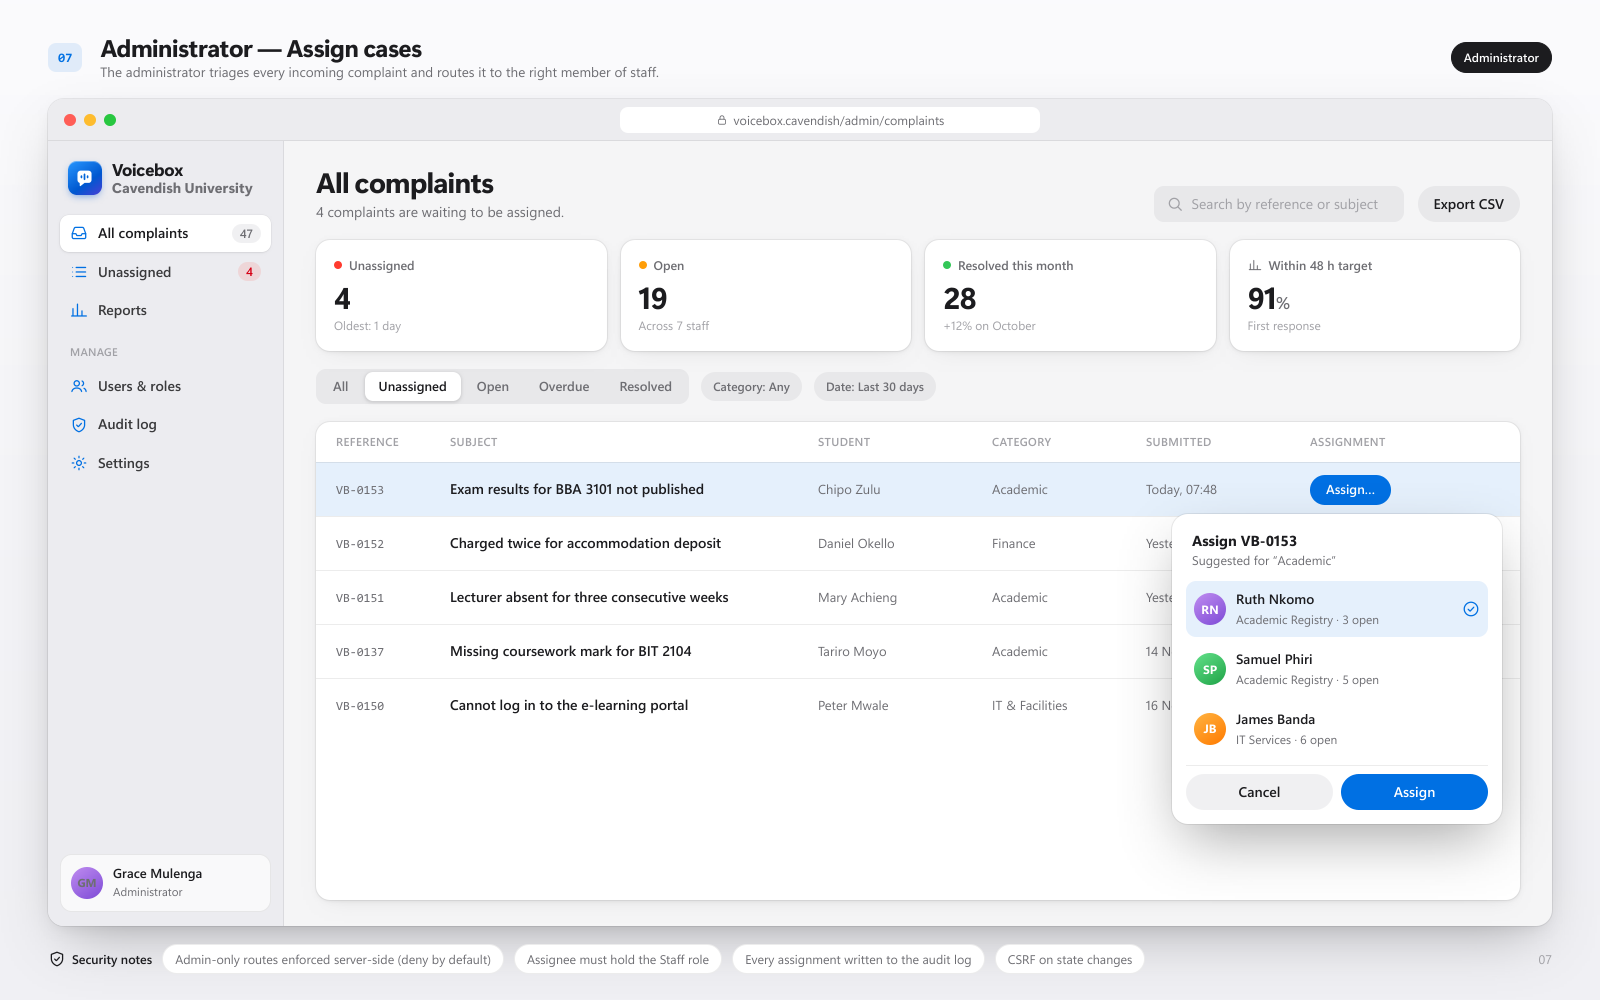 07
Administrator — Assign cases
The administrator triages every incoming complaint and routes it to the right member of staff.
Administrator
voicebox.cavendish/admin/complaints
Voicebox
Cavendish University
All complaints 47
Unassigned 4
Reports
MANAGE
Users & roles
Audit log
Settings
GM
Grace Mulenga
Administrator
All complaints
4 complaints are waiting to be assigned.
Search by reference or subject
Export CSV
Unassigned
4
Oldest: 1 day
Open
19
Across 7 staff
Resolved this month
28
+12% on October
Within 48 h target
91%
First response
All Unassigned Open Overdue Resolved Category: Any Date: Last 30 days
REFERENCE SUBJECT STUDENT CATEGORY SUBMITTED ASSIGNMENT
VB-0153 Exam results for BBA 3101 not published Chipo Zulu Academic Today, 07:48 Assign...
VB-0152 Charged twice for accommodation deposit Daniel Okello Finance Yeste
VB-0151 Lecturer absent for three consecutive weeks Mary Achieng Academic Yeste
VB-0137 Missing coursework mark for BIT 2104 Tariro Moyo Academic 14 N
VB-0150 Cannot log in to the e-learning portal Peter Mwale IT & Facilities 16 N
Assign VB-0153
Suggested for “Academic”
RN
Ruth Nkomo
Academic Registry · 3 open
SP
Samuel Phiri
Academic Registry · 5 open
JB
James Banda
IT Services · 6 open
Cancel Assign
Security notes
Admin-only routes enforced server-side (deny by default)
Assignee must hold the Staff role
Every assignment written to the audit log
CSRF on state changes
07